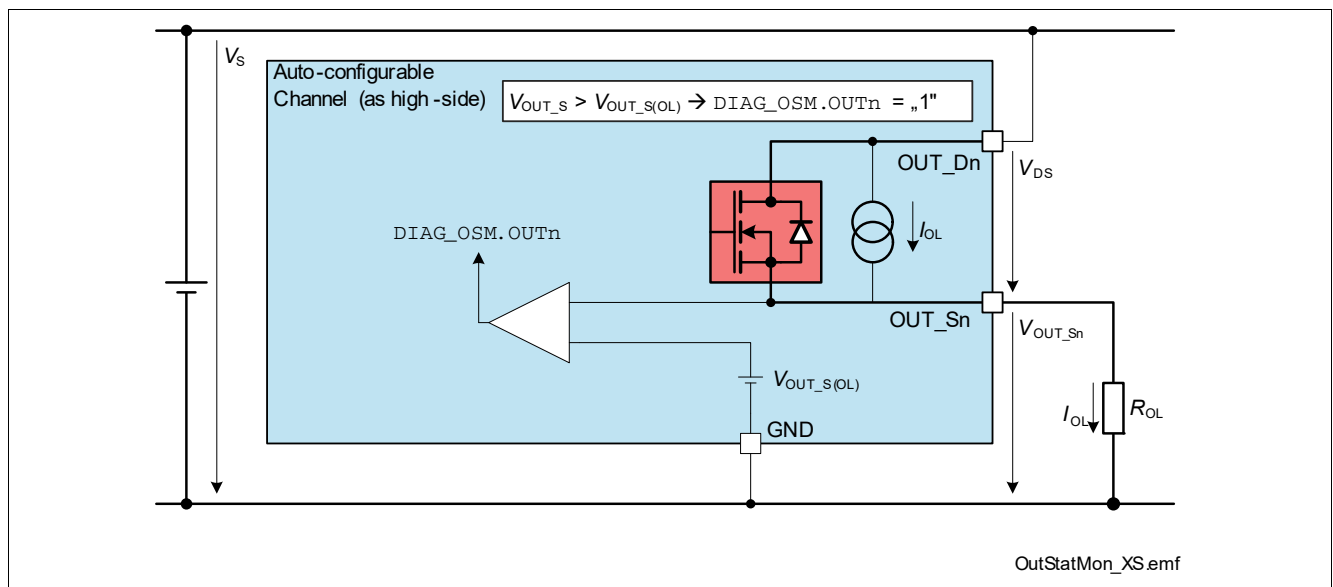 VS
Auto-configurable
Channel (as high -side)
VOUT_S > VOUT_S(OL) → DIAG_OSM.OUTn = „1"
OUT_Dn
VDS
DIAG_OSM.OUTn
IOL
OUT_Sn
VOUT_Sn
VOUT_S(OL)
IOL
ROL
GND
OutStatMon_XS.emf